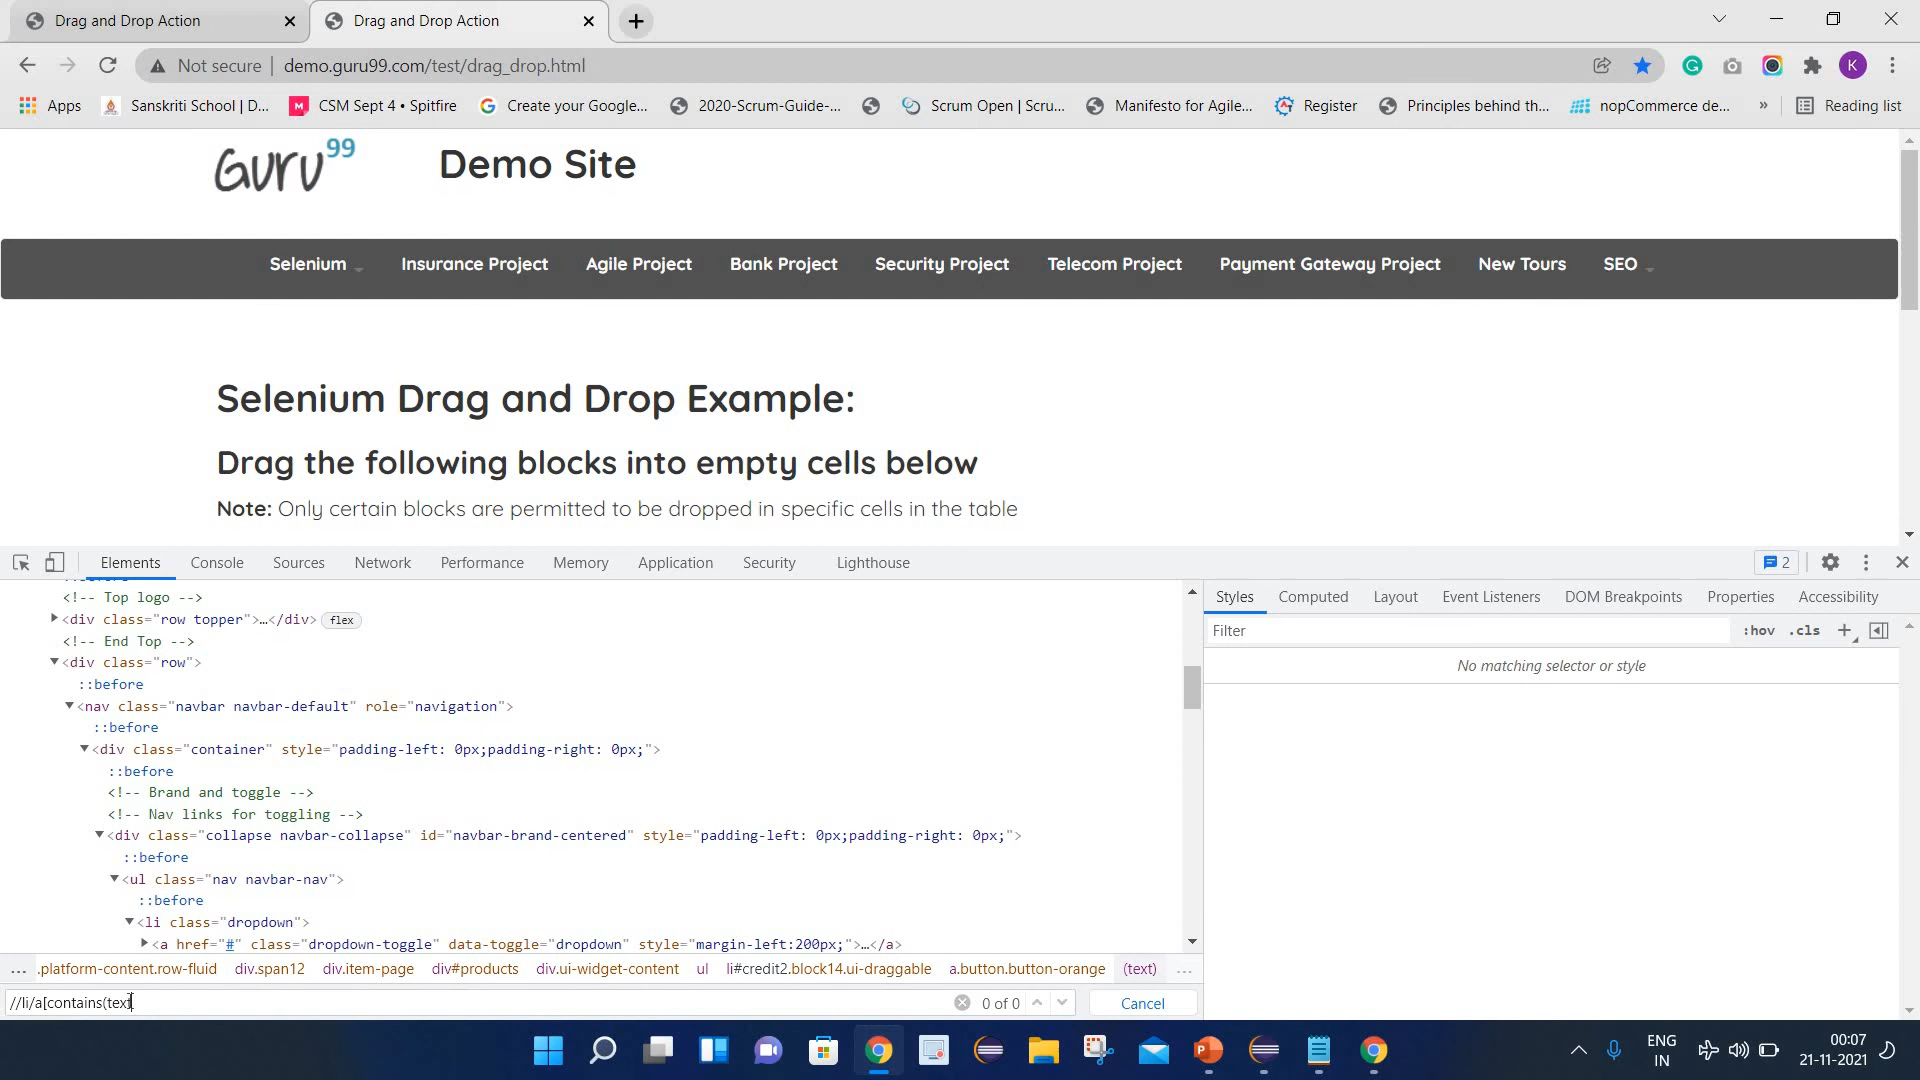 Drag and Drop Action
Drag and Drop Action
Not secure
demo.guru99.com/test/drag_drop.html
K
Apps
Sanskriti School | D...
CSM Sept 4 • Spitfire
Create your Google...
2020-Scrum-Guide-...
Scrum Open | Scru...
Manifesto for Agile...
Register
Principles behind th...
nopCommerce de...
»
Reading list
Guru99
Demo Site
Selenium
Insurance Project
Agile Project
Bank Project
Security Project
Telecom Project
Payment Gateway Project
New Tours
SEO
Selenium Drag and Drop Example:
Drag the following blocks into empty cells below
Note: Only certain blocks are permitted to be dropped in specific cells in the table
Elements
Console
Sources
Network
Performance
Memory
Application
Security
Lighthouse
2
<!-- Top logo -->
<div class="row topper">…</div> flex
<!-- End Top -->
<div class="row">
::before
<nav class="navbar navbar-default" role="navigation">
::before
<div class="container" style="padding-left: 0px;padding-right: 0px;">
::before
<!-- Brand and toggle -->
<!-- Nav links for toggling -->
<div class="collapse navbar-collapse" id="navbar-brand-centered" style="padding-left: 0px;padding-right: 0px;">
::before
<ul class="nav navbar-nav">
::before
<li class="dropdown">
<a href="#" class="dropdown-toggle" data-toggle="dropdown" style="margin-left:200px;">…</a>
... .platform-content.row-fluid div.span12 div.item-page div#products div.ui-widget-content ul li#credit2.block14.ui-draggable a.button.button-orange (text) ...
//li/a[contains(text
0 of 0
Cancel
Styles
Computed
Layout
Event Listeners
DOM Breakpoints
Properties
Accessibility
Filter
:hov
.cls
No matching selector or style
ENG
IN
00:07
21-11-2021